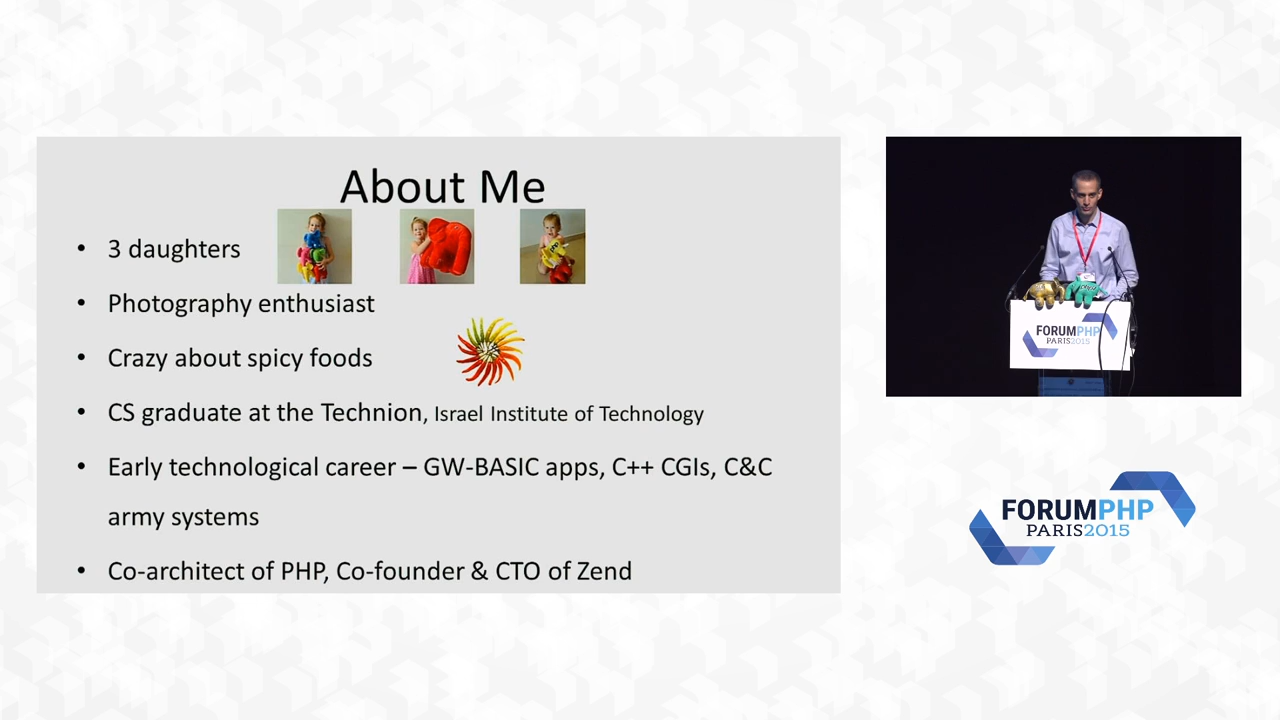 About Me
• 3 daughters
• Photography enthusiast
• Crazy about spicy foods
• CS graduate at the Technion, Israel Institute of Technology
• Early technological career – GW-BASIC apps, C++ CGIs, C&C
army systems
• Co-architect of PHP, Co-founder & CTO of Zend
FORUMPHP
PARIS2015
FORUMPHP
PARIS2015